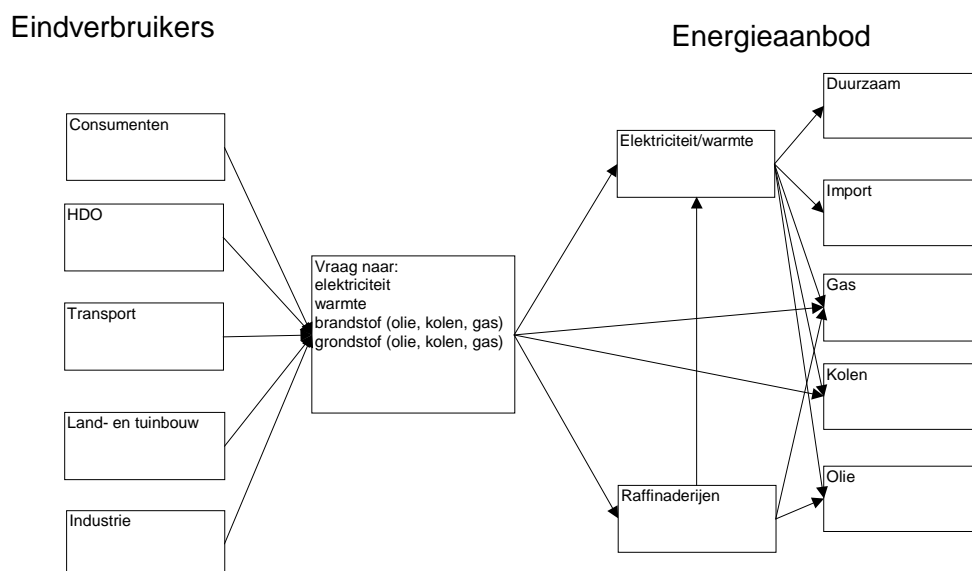 Eindverbruikers
Energieaanbod
Consumenten
HDO
Transport
Land- en tuinbouw
Industrie
Vraag naar:
elektriciteit
warmte
brandstof (olie, kolen, gas)
grondstof (olie, kolen, gas)
Elektriciteit/warmte
Raffinaderijen
Duurzaam
Import
Gas
Kolen
Olie